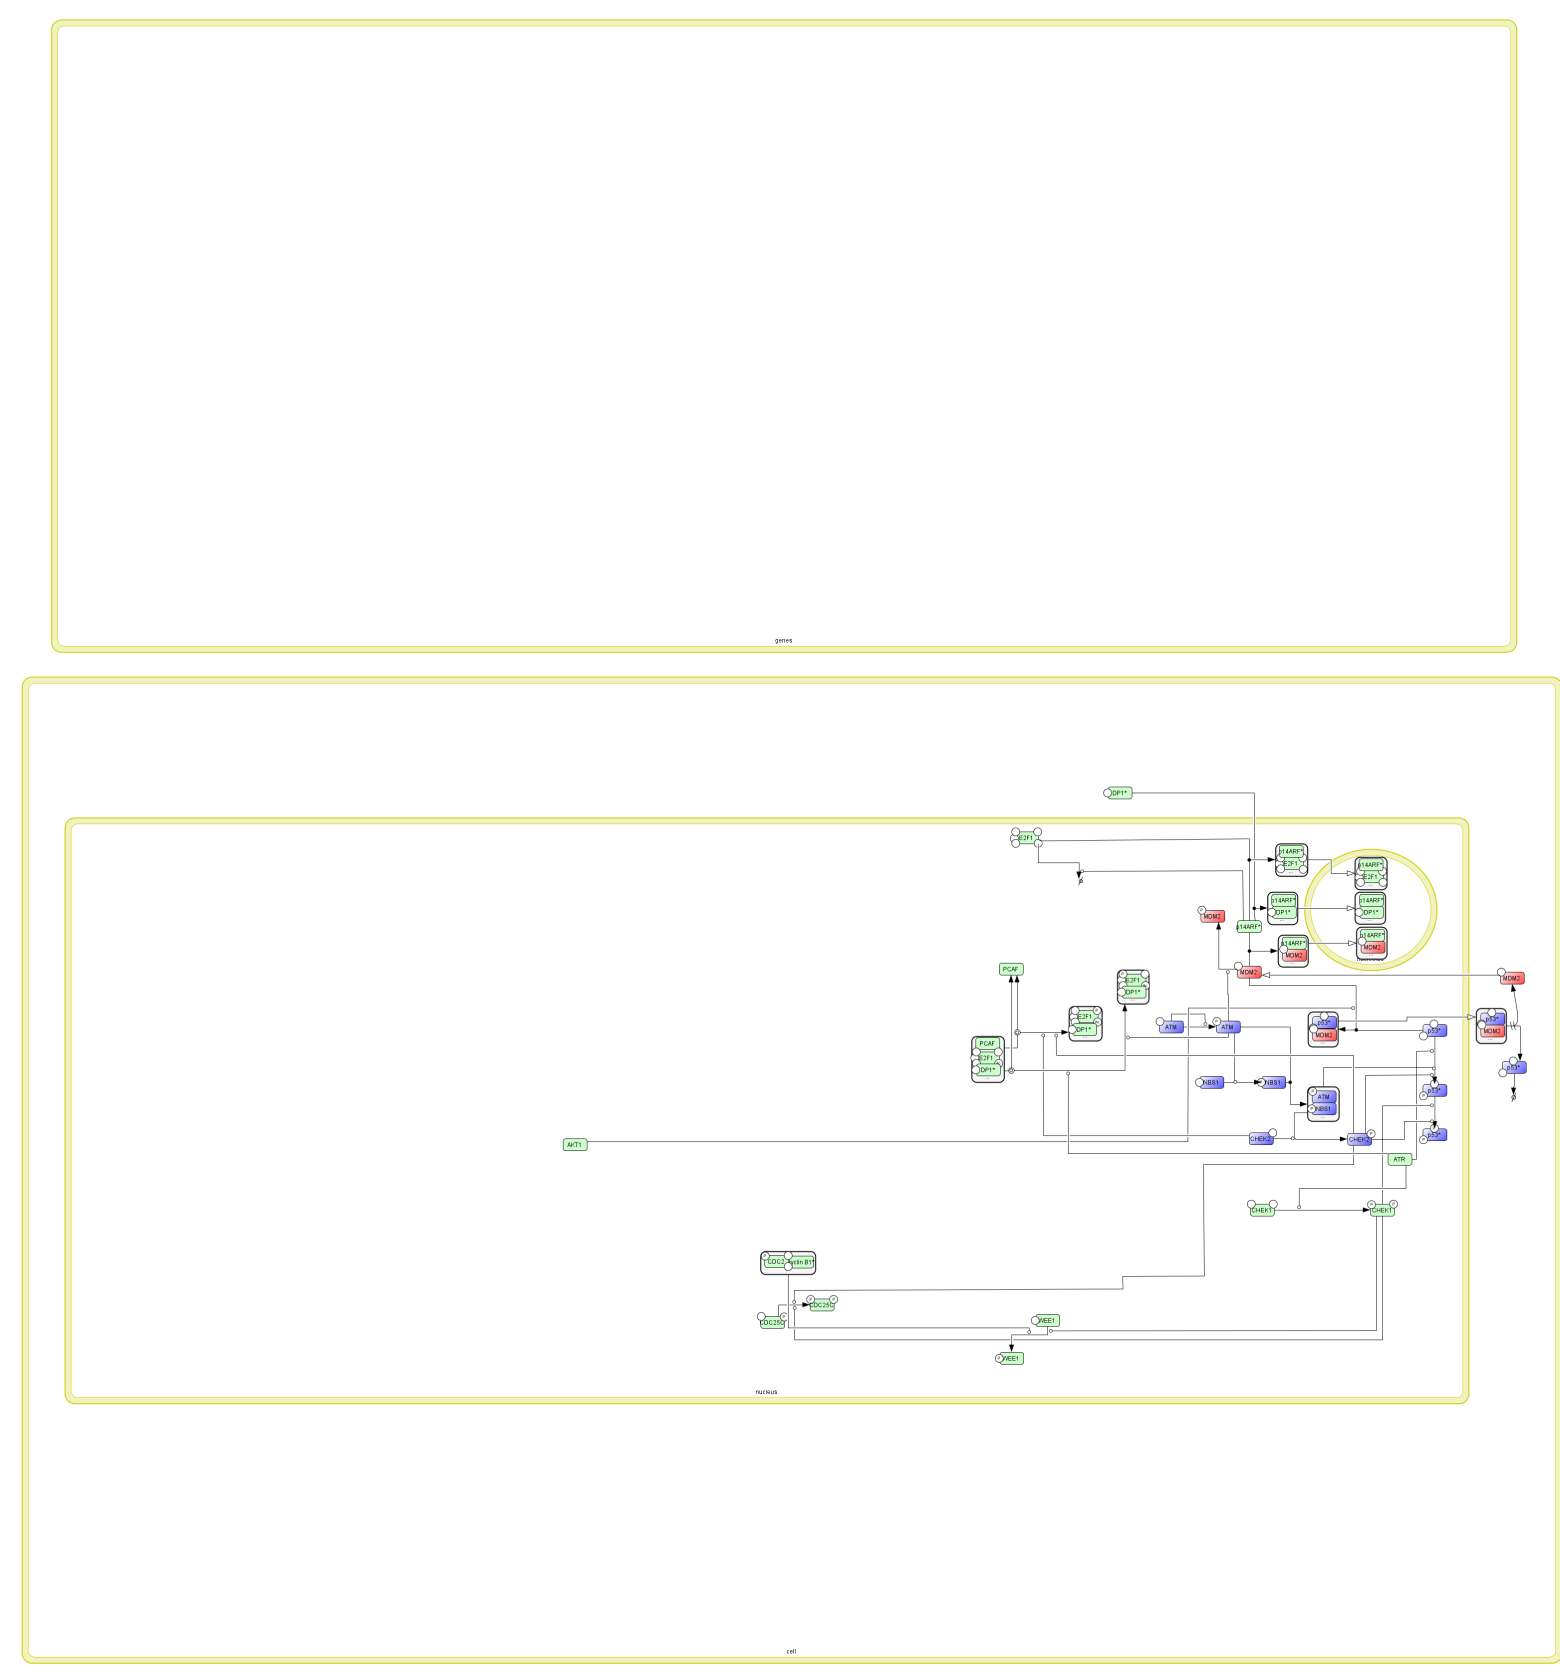 genes
DP1*
E2F1
p14ARF*
E2F1
p14ARF*
E2F1
p14ARF*
DP1*
p14ARF*
DP1*
P
MDM2
p14ARF*
p14ARF*
MDM2
p14ARF*
MDM2
PCAF
MDM2
MDM2
P
E2F1
DP1*
E2F1
P
DP1*
ATM
P
ATM
p53*
MDM2
p53*
p53*
MDM2
PCAF
E2F1
DP1*
p53*
NBS1
NBS1
P
ATM
P
NBS1
p53*
P
AKT1
CHEK2
CHEK2
P
p53*
P
ATR
CHEK1
P
CHEK1
P
P
CDC2
yclin B1*
P
CDC25C
P
CDC25C
P
WEE1
P
WEE1
nucleus
cell